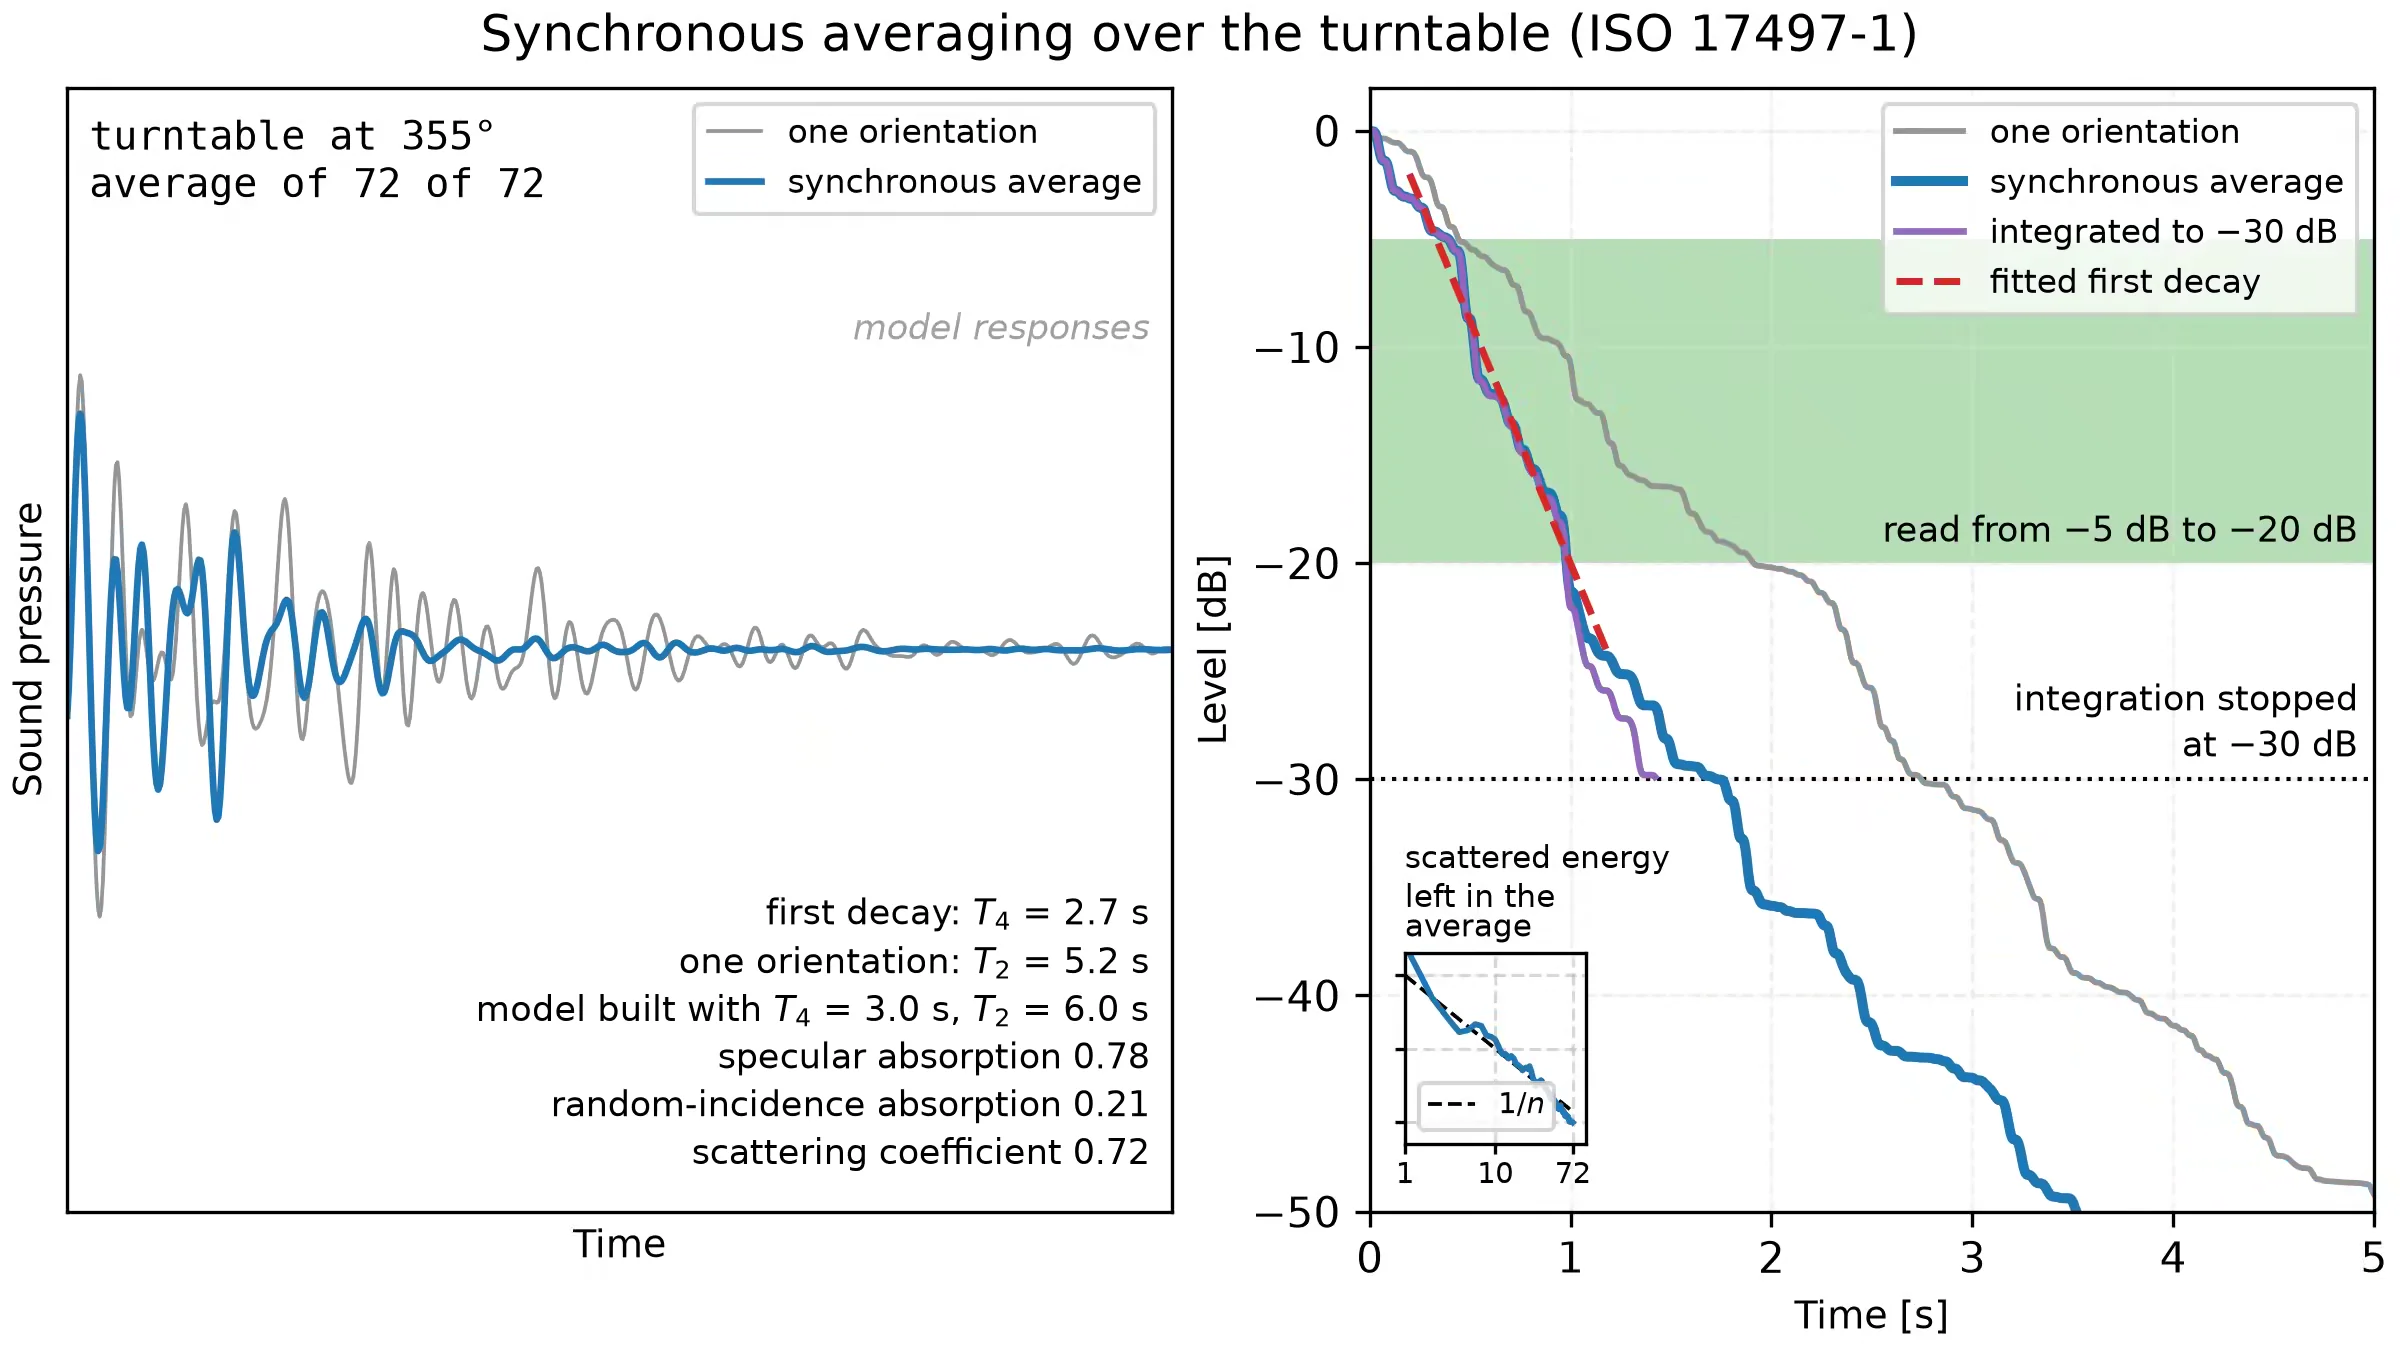 Synchronous averaging over the turntable (ISO 17497-1)
turntable at 355°
average of 72 of 72
one orientation
synchronous average
model responses
Sound pressure
first decay: T4 = 2.7 s
one orientation: T2 = 5.2 s
model built with T4 = 3.0 s, T2 = 6.0 s
specular absorption 0.78
random-incidence absorption 0.21
scattering coefficient 0.72
Time
one orientation
synchronous average
integrated to −30 dB
fitted first decay
read from −5 dB to −20 dB
integration stopped
at −30 dB
scattered energy
left in the
average
1/n
1
10
72
Level [dB]
0
−10
−20
−30
−40
−50
0
1
2
3
4
5
Time [s]